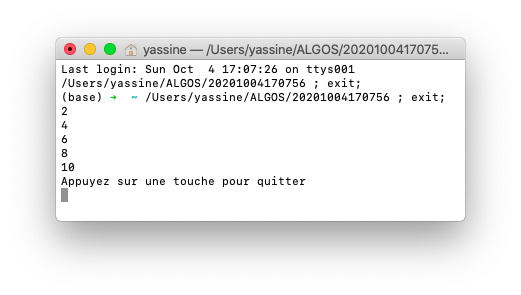 yassine — /Users/yassine/ALGOS/2020100417075...
Last login: Sun Oct  4 17:07:26 on ttys001
/Users/yassine/ALGOS/20201004170756 ; exit;
(base) ➜  ~ /Users/yassine/ALGOS/20201004170756 ; exit;
2
4
6
8
10
Appuyez sur une touche pour quitter